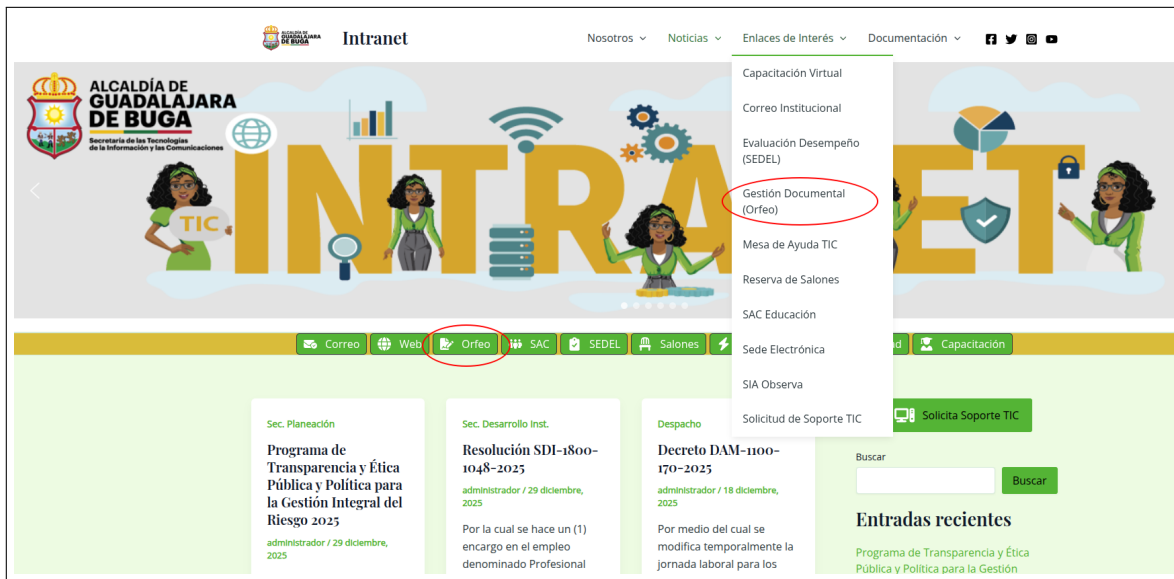 ALCALDÍA DE
GUADALAJARA
DE BUGA
Intranet
Nosotros
Noticias
Enlaces de Interés
Documentación
Capacitación Virtual
Correo Institucional
Evaluación Desempeño
(SEDEL)
Gestión Documental
(Orfeo)
Mesa de Ayuda TIC
Reserva de Salones
SAC Educación
Sede Electrónica
SIA Observa
Solicitud de Soporte TIC
ALCALDÍA DE
GUADALAJARA
DE BUGA
Secretaría de las Tecnologías
de la Información y las Comunicaciones
INTRANET
TIC
Correo
Web
Orfeo
SAC
SEDEL
Salones
d
Capacitación
Sec. Planeación
Programa de
Transparencia y Ética
Pública y Política para
la Gestión Integral del
Riesgo 2025
administrador / 29 diciembre,
2025
Sec. Desarrollo Inst.
Resolución SDI-1800-
1048-2025
administrador / 29 diciembre,
2025
Por la cual se hace un (1)
encargo en el empleo
denominado Profesional
Despacho
Decreto DAM-1100-
170-2025
administrador / 18 diciembre,
2025
Por medio del cual se
modifica temporalmente la
jornada laboral para los
Solicita Soporte TIC
Buscar
Buscar
Entradas recientes
Programa de Transparencia y Ética
Pública y Política para la Gestión